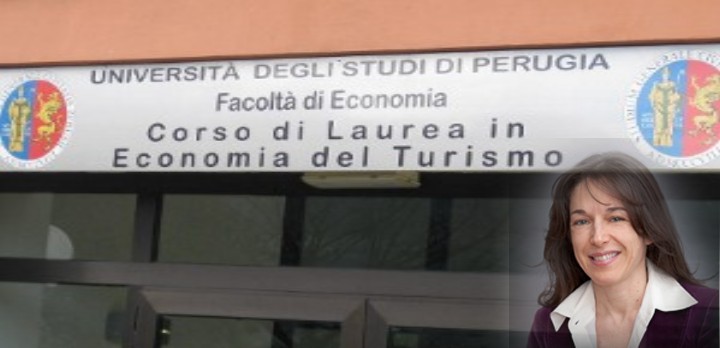 UNIVERSITÀ DEGLI STUDI DI PERUGIA
Facoltà di Economia
Corso di Laurea in
Economia del Turismo